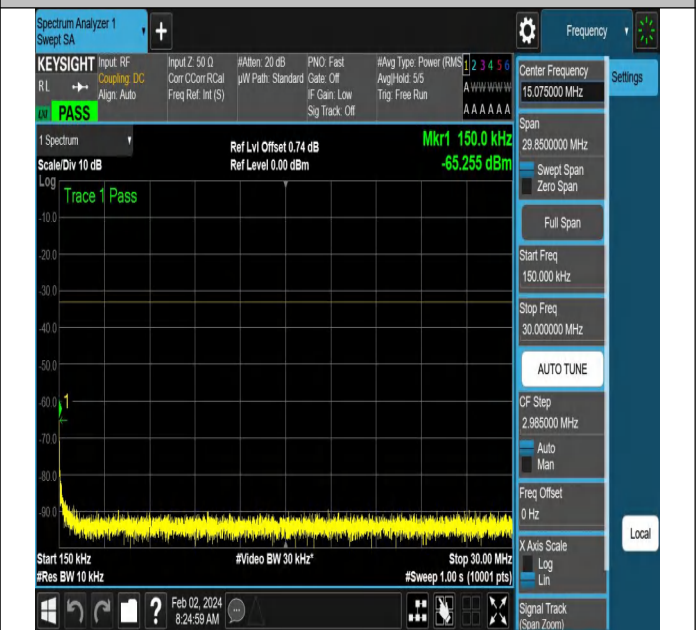 Spectrum Analyzer 1
Swept SA
+
Frequency
KEYSIGHT
RL
Input: RF
Coupling: DC
Align: Auto
Input Z: 50 Ω
Corr CCorr RCal
Freq Ref: Int (S)
#Atten: 20 dB
µW Path: Standard
PNO: Fast
Gate: Off
IF Gain: Low
Sig Track: Off
#Avg Type: Power (RMS
Avg|Hold: 5/5
Trig: Free Run
1 2 3 4 5 6
A W W W W W
A A A A A A
PASS
1 Spectrum
Scale/Div 10 dB
Ref Lvl Offset 0.74 dB
Ref Level 0.00 dBm
Mkr1 150.0 kHz
-65.255 dBm
Log
Trace 1 Pass
-10.0
-20.0
-30.0
-40.0
-50.0
-60.0
1
-70.0
-80.0
-90.0
Start 150 kHz
#Res BW 10 kHz
#Video BW 30 kHz*
Stop 30.00 MHz
#Sweep 1.00 s (10001 pts)
Feb 02, 2024
8:24:59 AM
?
Center Frequency
15.075000 MHz
Settings
Span
29.8500000 MHz
Swept Span
Zero Span
Full Span
Start Freq
150.000 kHz
Stop Freq
30.000000 MHz
AUTO TUNE
CF Step
2.985000 MHz
Auto
Man
Freq Offset
0 Hz
X Axis Scale
Log
Lin
Local
Signal Track
(Span Zoom)